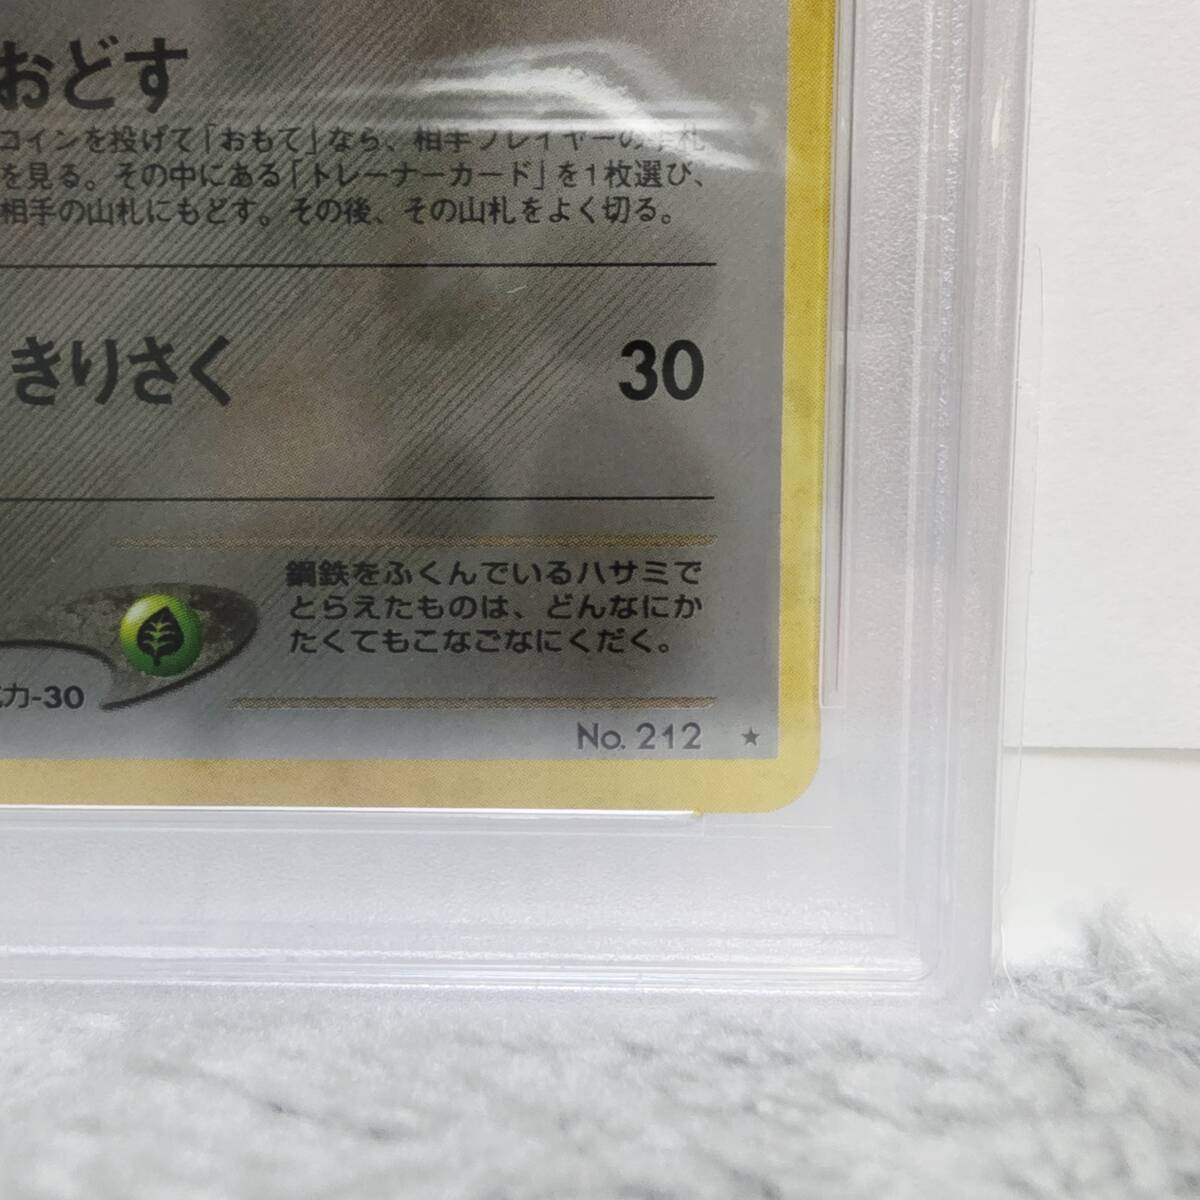 おどす
コインを投げて「おもて」なら、相手プレイヤーの手札
を見る。その中にある「トレーナーカード」を1枚選び、
相手の山札にもどす。その後、その山札をよく切る。
きりさく 30
鋼鉄をふくんでいるハサミで
とらえたものは、どんなにか
たくてもこなごなにくだく。
力-30
No. 212 ★